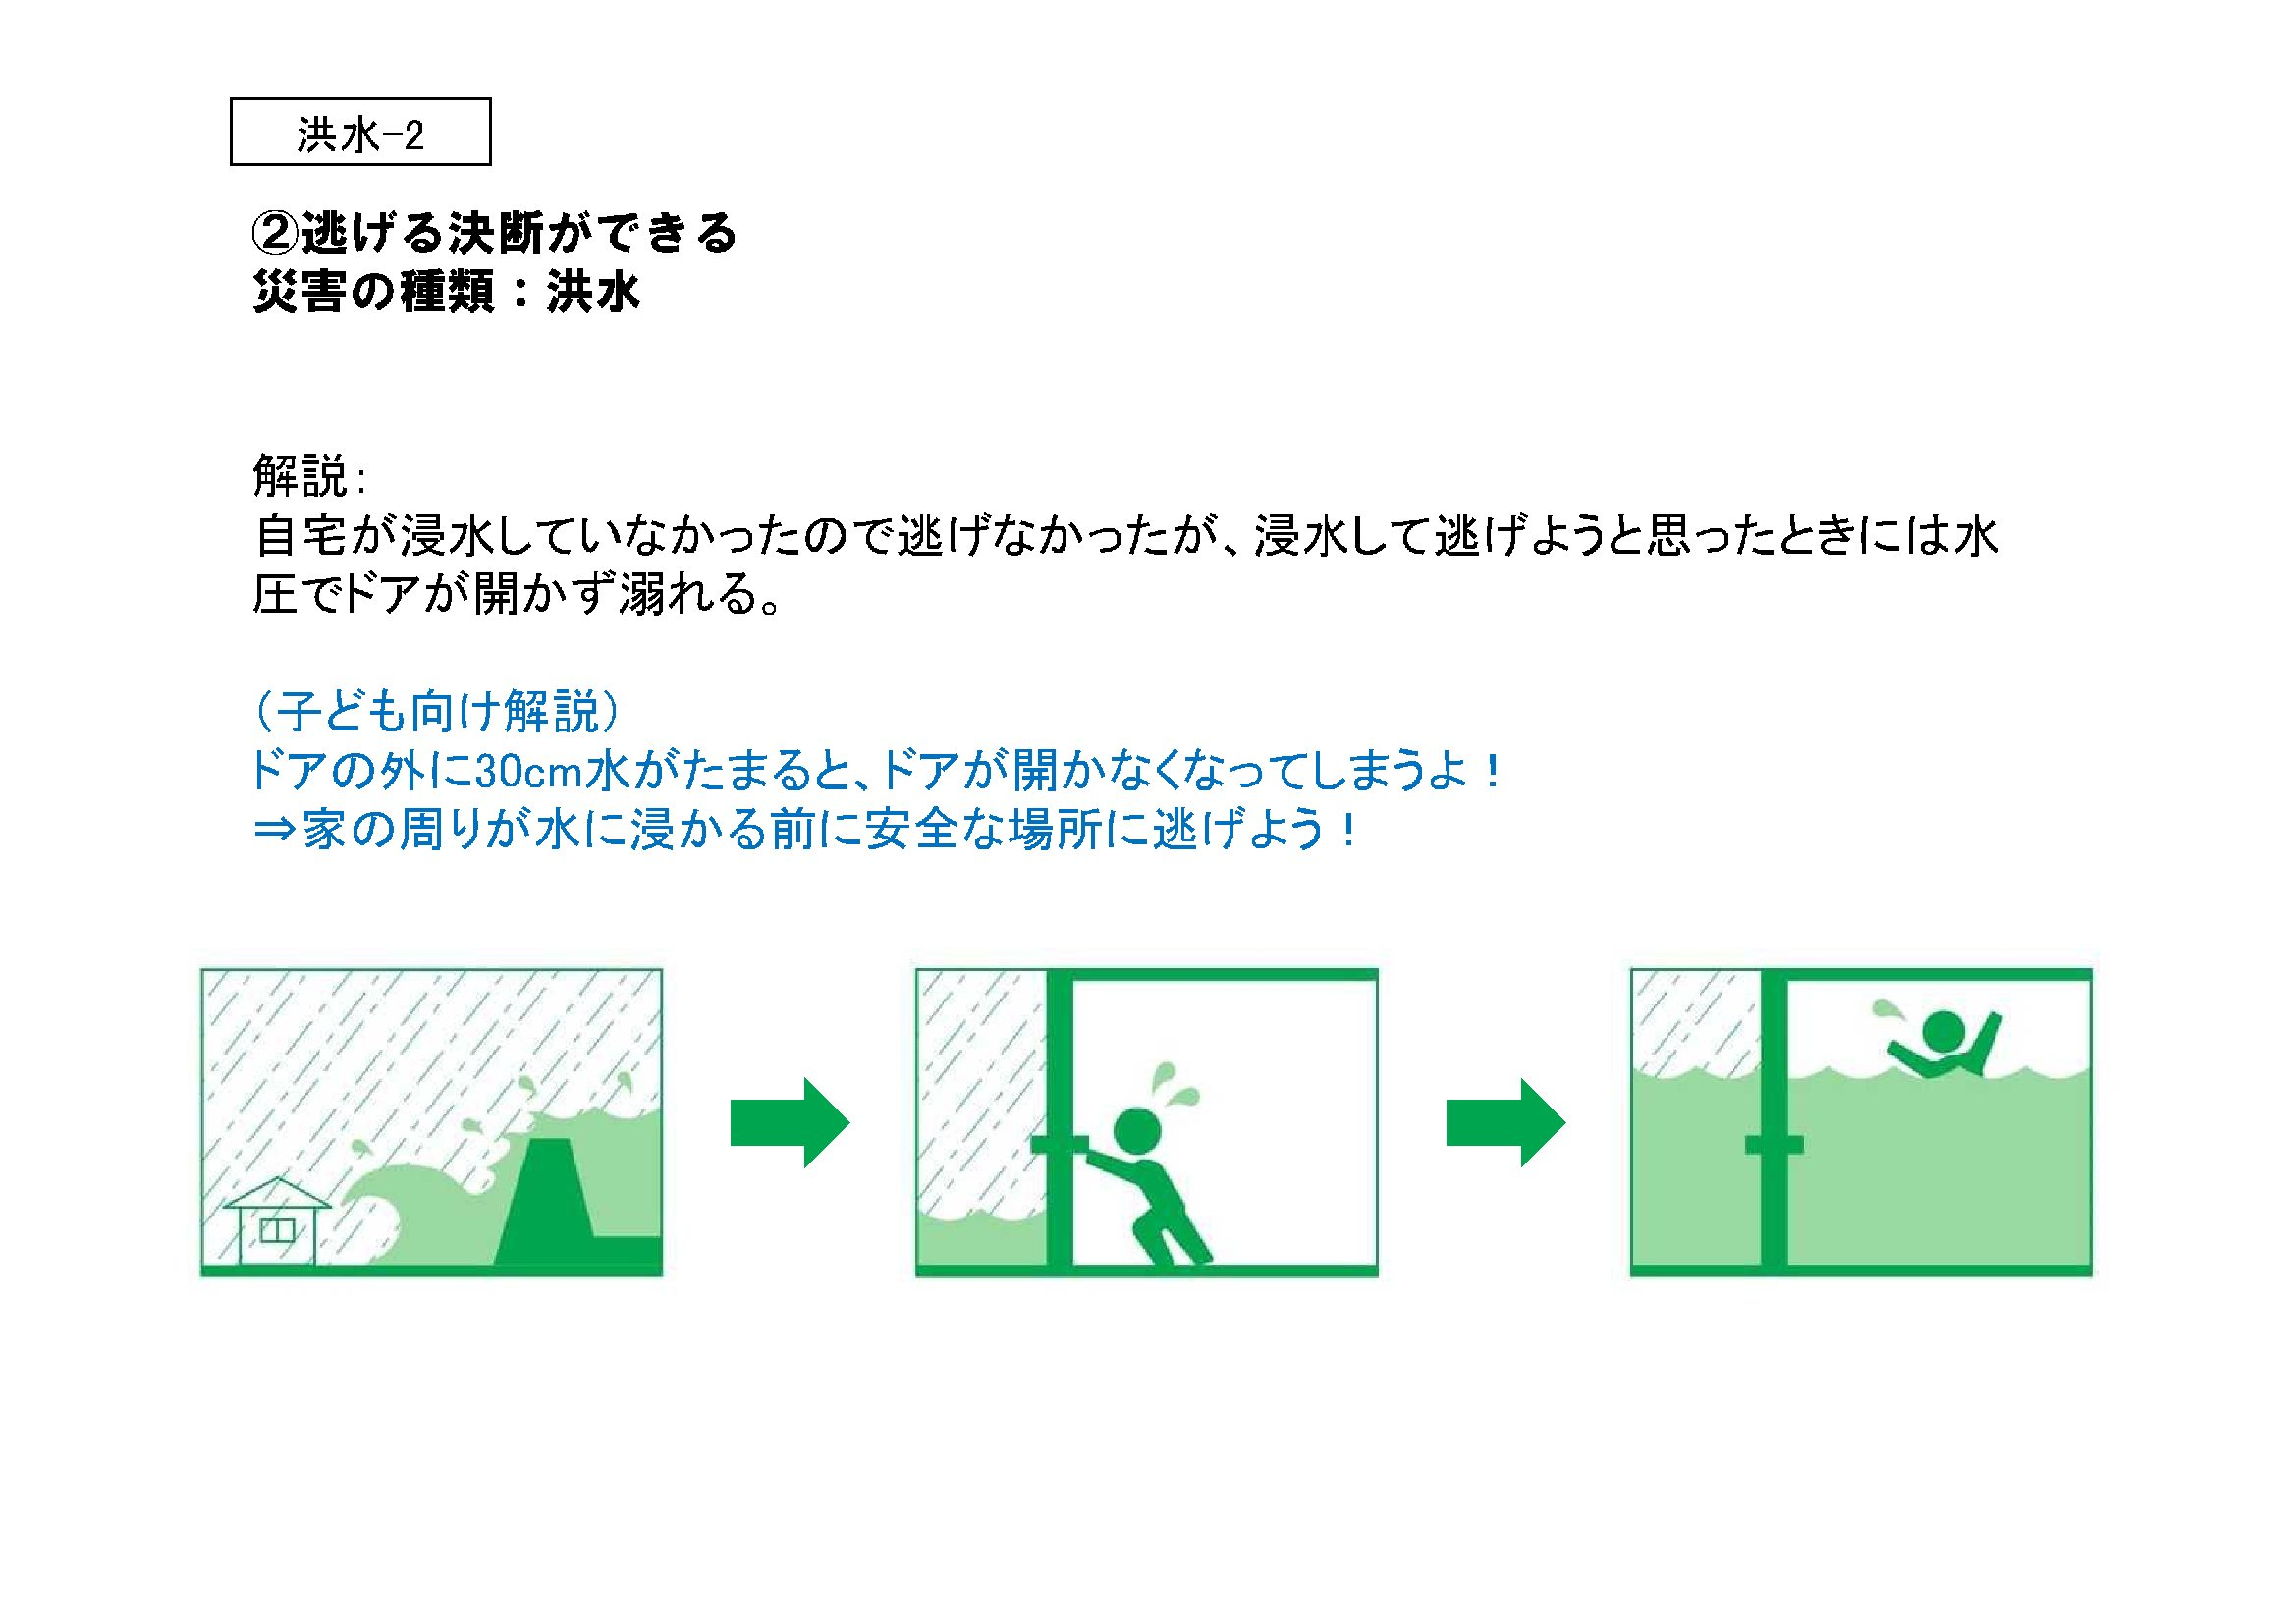 洪水-2
②逃げる決断ができる
災害の種類：洪水
解説：
自宅が浸水していなかったので逃げなかったが、浸水して逃げようと思ったときには水
圧でドアが開かず溺れる。
（子ども向け解説）
ドアの外に30cm水がたまると、ドアが開かなくなってしまうよ！
⇒家の周りが水に浸かる前に安全な場所に逃げよう！